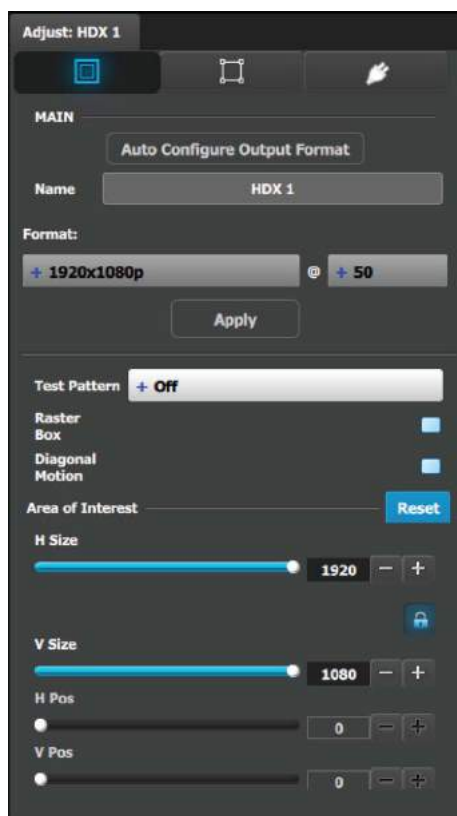 Adjust: HDX 1
MAIN
Auto Configure Output Format
Name HDX 1
Format:
+ 1920x1080p @ + 50
Apply
Test Pattern + Off
Raster
Box
Diagonal
Motion
Area of Interest Reset
H Size
1920 − +
V Size
1080 − +
H Pos
0 − +
V Pos
0 − +